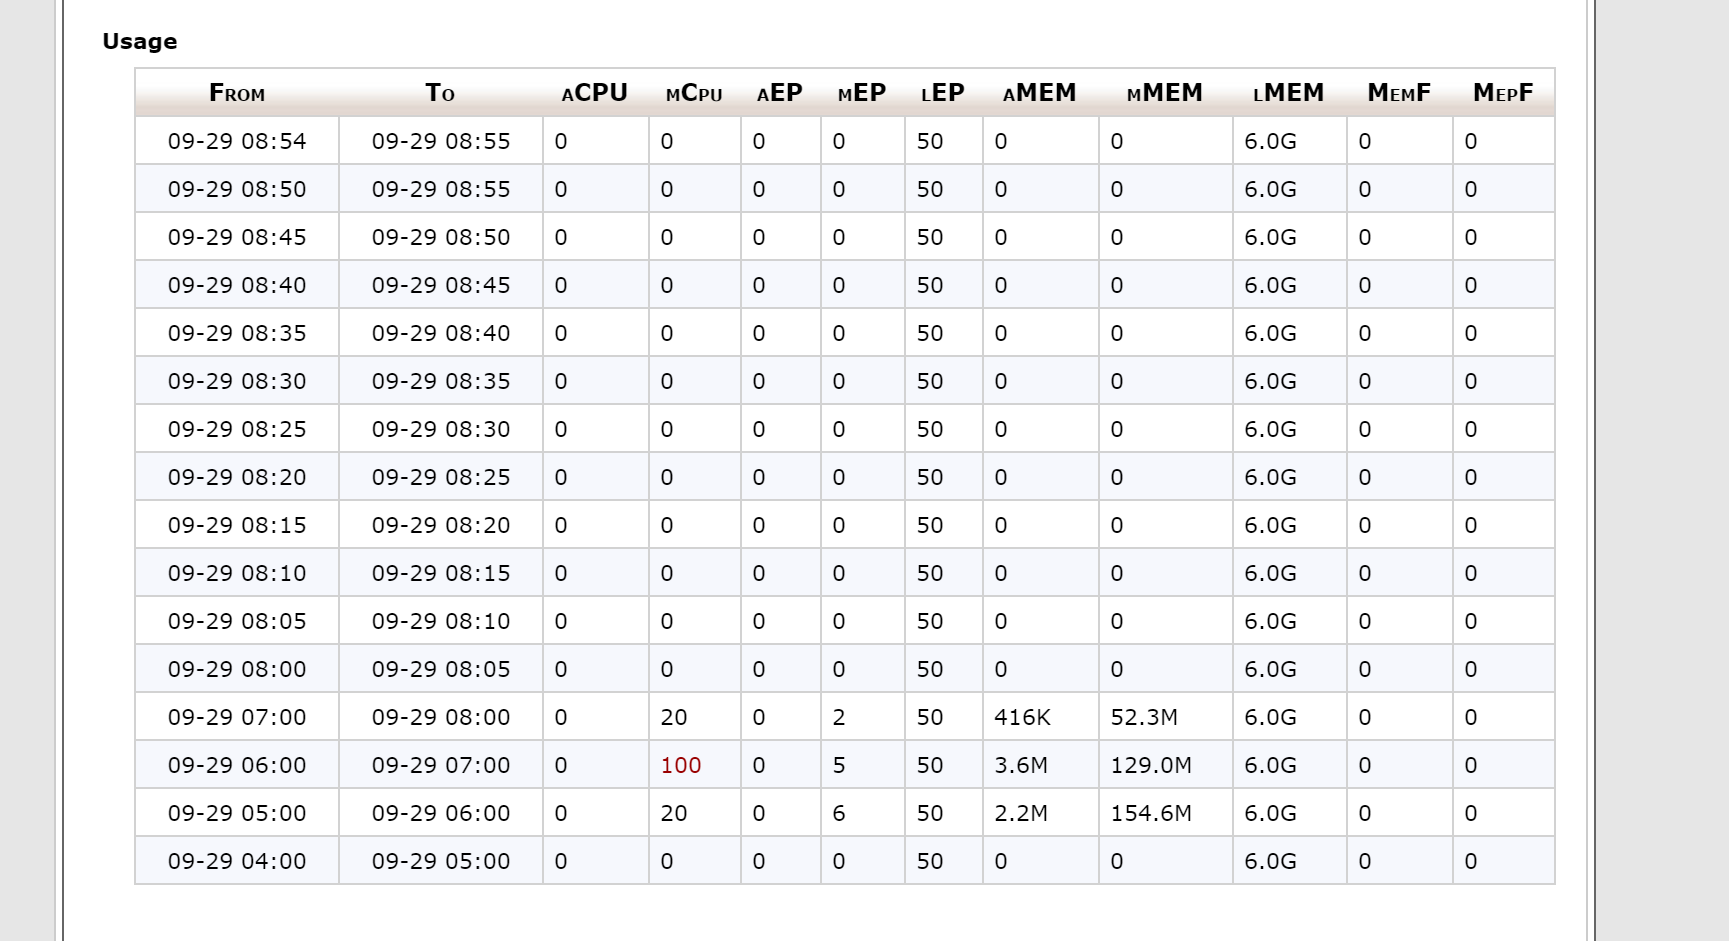 Usage
From To aCPU mCpu aEP mEP lEP aMEM mMEM lMEM MemF MepF
09-29 08:54 09-29 08:55 0 0 0 0 50 0 0 6.0G 0 0
09-29 08:50 09-29 08:55 0 0 0 0 50 0 0 6.0G 0 0
09-29 08:45 09-29 08:50 0 0 0 0 50 0 0 6.0G 0 0
09-29 08:40 09-29 08:45 0 0 0 0 50 0 0 6.0G 0 0
09-29 08:35 09-29 08:40 0 0 0 0 50 0 0 6.0G 0 0
09-29 08:30 09-29 08:35 0 0 0 0 50 0 0 6.0G 0 0
09-29 08:25 09-29 08:30 0 0 0 0 50 0 0 6.0G 0 0
09-29 08:20 09-29 08:25 0 0 0 0 50 0 0 6.0G 0 0
09-29 08:15 09-29 08:20 0 0 0 0 50 0 0 6.0G 0 0
09-29 08:10 09-29 08:15 0 0 0 0 50 0 0 6.0G 0 0
09-29 08:05 09-29 08:10 0 0 0 0 50 0 0 6.0G 0 0
09-29 08:00 09-29 08:05 0 0 0 0 50 0 0 6.0G 0 0
09-29 07:00 09-29 08:00 0 20 0 2 50 416K 52.3M 6.0G 0 0
09-29 06:00 09-29 07:00 0 100 0 5 50 3.6M 129.0M 6.0G 0 0
09-29 05:00 09-29 06:00 0 20 0 6 50 2.2M 154.6M 6.0G 0 0
09-29 04:00 09-29 05:00 0 0 0 0 50 0 0 6.0G 0 0